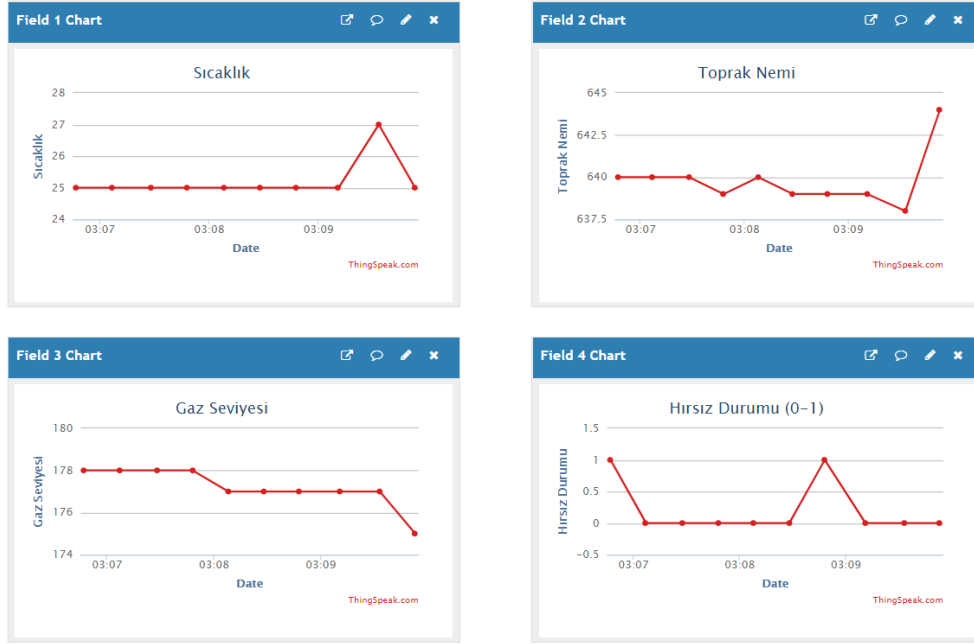 Field 1 Chart
Sıcaklık
28
27
26
25
24
Sıcaklık
03:07 03:08 03:09
Date
ThingSpeak.com
Field 2 Chart
Toprak Nemi
645
642.5
640
637.5
Toprak Nemi
03:07 03:08 03:09
Date
ThingSpeak.com
Field 3 Chart
Gaz Seviyesi
180
178
176
174
Gaz Seviyesi
03:07 03:08 03:09
Date
ThingSpeak.com
Field 4 Chart
Hırsız Durumu (0-1)
1.5
1
0.5
0
-0.5
Hırsız Durumu
03:07 03:08 03:09
Date
ThingSpeak.com